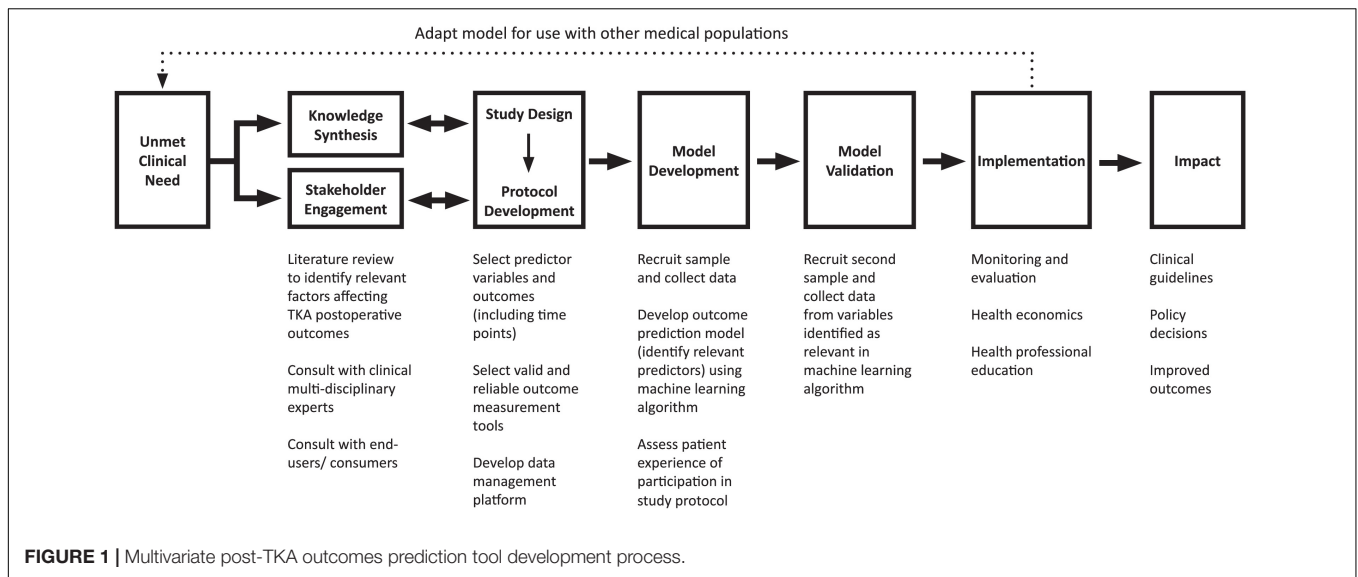 Adapt model for use with other medical populations
Unmet
Clinical
Need
Knowledge
Synthesis
Stakeholder
Engagement
Study Design
Protocol
Development
Model
Development
Model
Validation
Implementation
Impact
Literature review
to identify relevant
factors affecting
TKA postoperative
outcomes
Consult with clinical
multi-disciplinary
experts
Consult with end-
users/ consumers
Select predictor
variables and
outcomes
(including time
points)
Select valid and
reliable outcome
measurement
tools
Develop data
management
platform
Recruit sample
and collect data
Develop outcome
prediction model
(identify relevant
predictors) using
machine learning
algorithm
Assess patient
experience of
participation in
study protocol
Recruit second
sample and
collect data
from variables
identified as
relevant in
machine learning
algorithm
Monitoring and
evaluation
Health economics
Health professional
education
Clinical
guidelines
Policy
decisions
Improved
outcomes
FIGURE 1 | Multivariate post-TKA outcomes prediction tool development process.